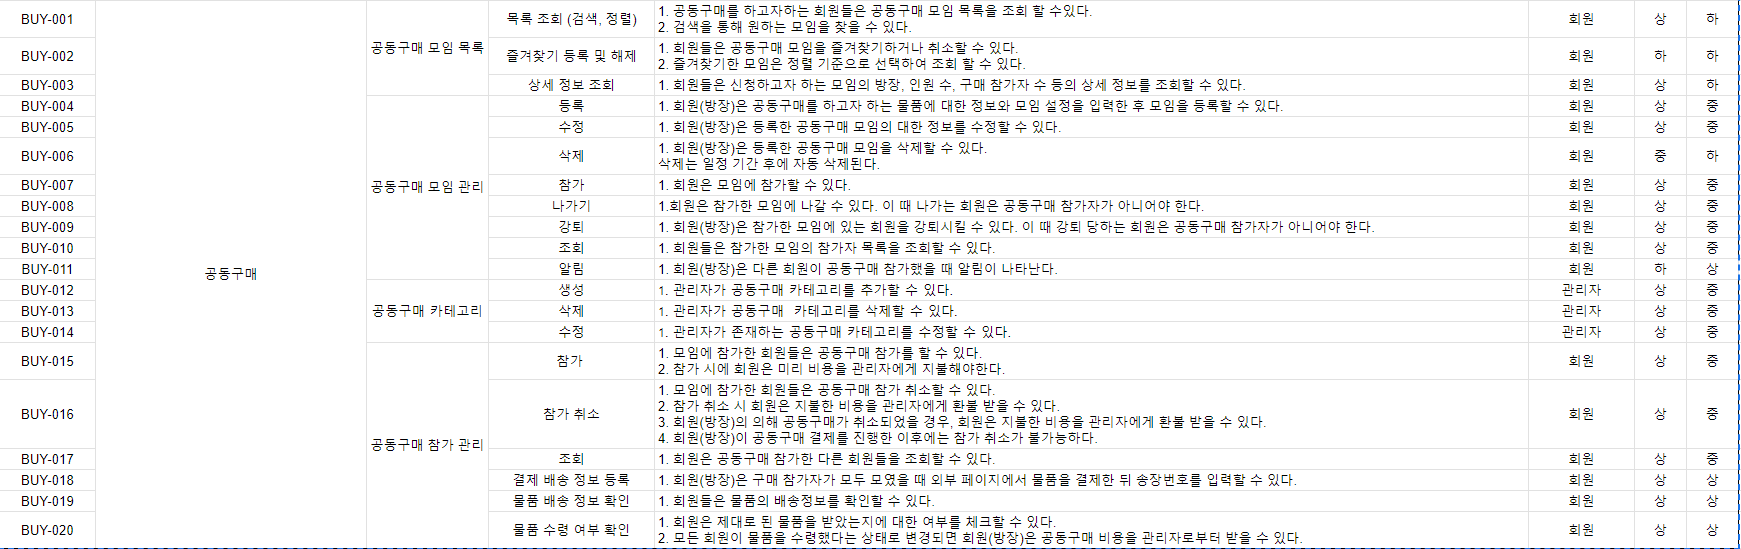 BUY-001
공동구매
공동구매 모임 목록
목록 조회 (검색, 정렬)
1. 공동구매를 하고자하는 회원들은 공동구매 모임 목록을 조회 할 수있다.
2. 검색을 통해 원하는 모임을 찾을 수 있다.
회원
상
하
BUY-002
즐겨찾기 등록 및 해제
1. 회원들은 공동구매 모임을 즐겨찾기하거나 취소할 수 있다.
2. 즐겨찾기한 모임은 정렬 기준으로 선택하여 조회 할 수 있다.
회원
하
하
BUY-003
상세 정보 조회
1. 회원들은 신청하고자 하는 모임의 방장, 인원 수, 구매 참가자 수 등의 상세 정보를 조회할 수 있다.
회원
상
하
BUY-004
공동구매 모임 관리
등록
1. 회원(방장)은 공동구매를 하고자 하는 물품에 대한 정보와 모임 설정을 입력한 후 모임을 등록할 수 있다.
회원
상
중
BUY-005
수정
1. 회원(방장)은 등록한 공동구매 모임의 대한 정보를 수정할 수 있다.
회원
상
중
BUY-006
삭제
1. 회원(방장)은 등록한 공동구매 모임을 삭제할 수 있다.
삭제는 일정 기간 후에 자동 삭제된다.
회원
중
하
BUY-007
참가
1. 회원은 모임에 참가할 수 있다.
회원
상
중
BUY-008
나가기
1.회원은 참가한 모임에 나갈 수 있다. 이 때 나가는 회원은 공동구매 참가자가 아니어야 한다.
회원
상
중
BUY-009
강퇴
1. 회원(방장)은 참가한 모임에 있는 회원을 강퇴시킬 수 있다. 이 때 강퇴 당하는 회원은 공동구매 참가자가 아니어야 한다.
회원
상
중
BUY-010
조회
1. 회원들은 참가한 모임의 참가자 목록을 조회할 수 있다.
회원
상
중
BUY-011
알림
1. 회원(방장)은 다른 회원이 공동구매 참가했을 때 알림이 나타난다.
회원
하
상
BUY-012
공동구매 카테고리
생성
1. 관리자가 공동구매 카테고리를 추가할 수 있다.
관리자
상
중
BUY-013
삭제
1. 관리자가 공동구매 카테고리를 삭제할 수 있다.
관리자
상
중
BUY-014
수정
1. 관리자가 존재하는 공동구매 카테고리를 수정할 수 있다.
관리자
상
중
BUY-015
공동구매 참가 관리
참가
1. 모임에 참가한 회원들은 공동구매 참가를 할 수 있다.
2. 참가 시에 회원은 미리 비용을 관리자에게 지불해야한다.
회원
상
중
BUY-016
참가 취소
1. 모임에 참가한 회원들은 공동구매 참가 취소할 수 있다.
2. 참가 취소 시 회원은 지불한 비용을 관리자에게 환불 받을 수 있다.
3. 회원(방장)의 의해 공동구매가 취소되었을 경우, 회원은 지불한 비용을 관리자에게 환불 받을 수 있다.
4. 회원(방장)이 공동구매 결제를 진행한 이후에는 참가 취소가 불가능하다.
회원
상
중
BUY-017
조회
1. 회원은 공동구매 참가한 다른 회원들을 조회할 수 있다.
회원
상
중
BUY-018
결제 배송 정보 등록
1. 회원(방장)은 구매 참가자가 모두 모였을 때 외부 페이지에서 물품을 결제한 뒤 송장번호를 입력할 수 있다.
회원
상
상
BUY-019
물품 배송 정보 확인
1. 회원들은 물품의 배송정보를 확인할 수 있다.
회원
상
상
BUY-020
물품 수령 여부 확인
1. 회원은 제대로 된 물품을 받았는지에 대한 여부를 체크할 수 있다.
2. 모든 회원이 물품을 수령했다는 상태로 변경되면 회원(방장)은 공동구매 비용을 관리자로부터 받을 수 있다.
회원
상
상